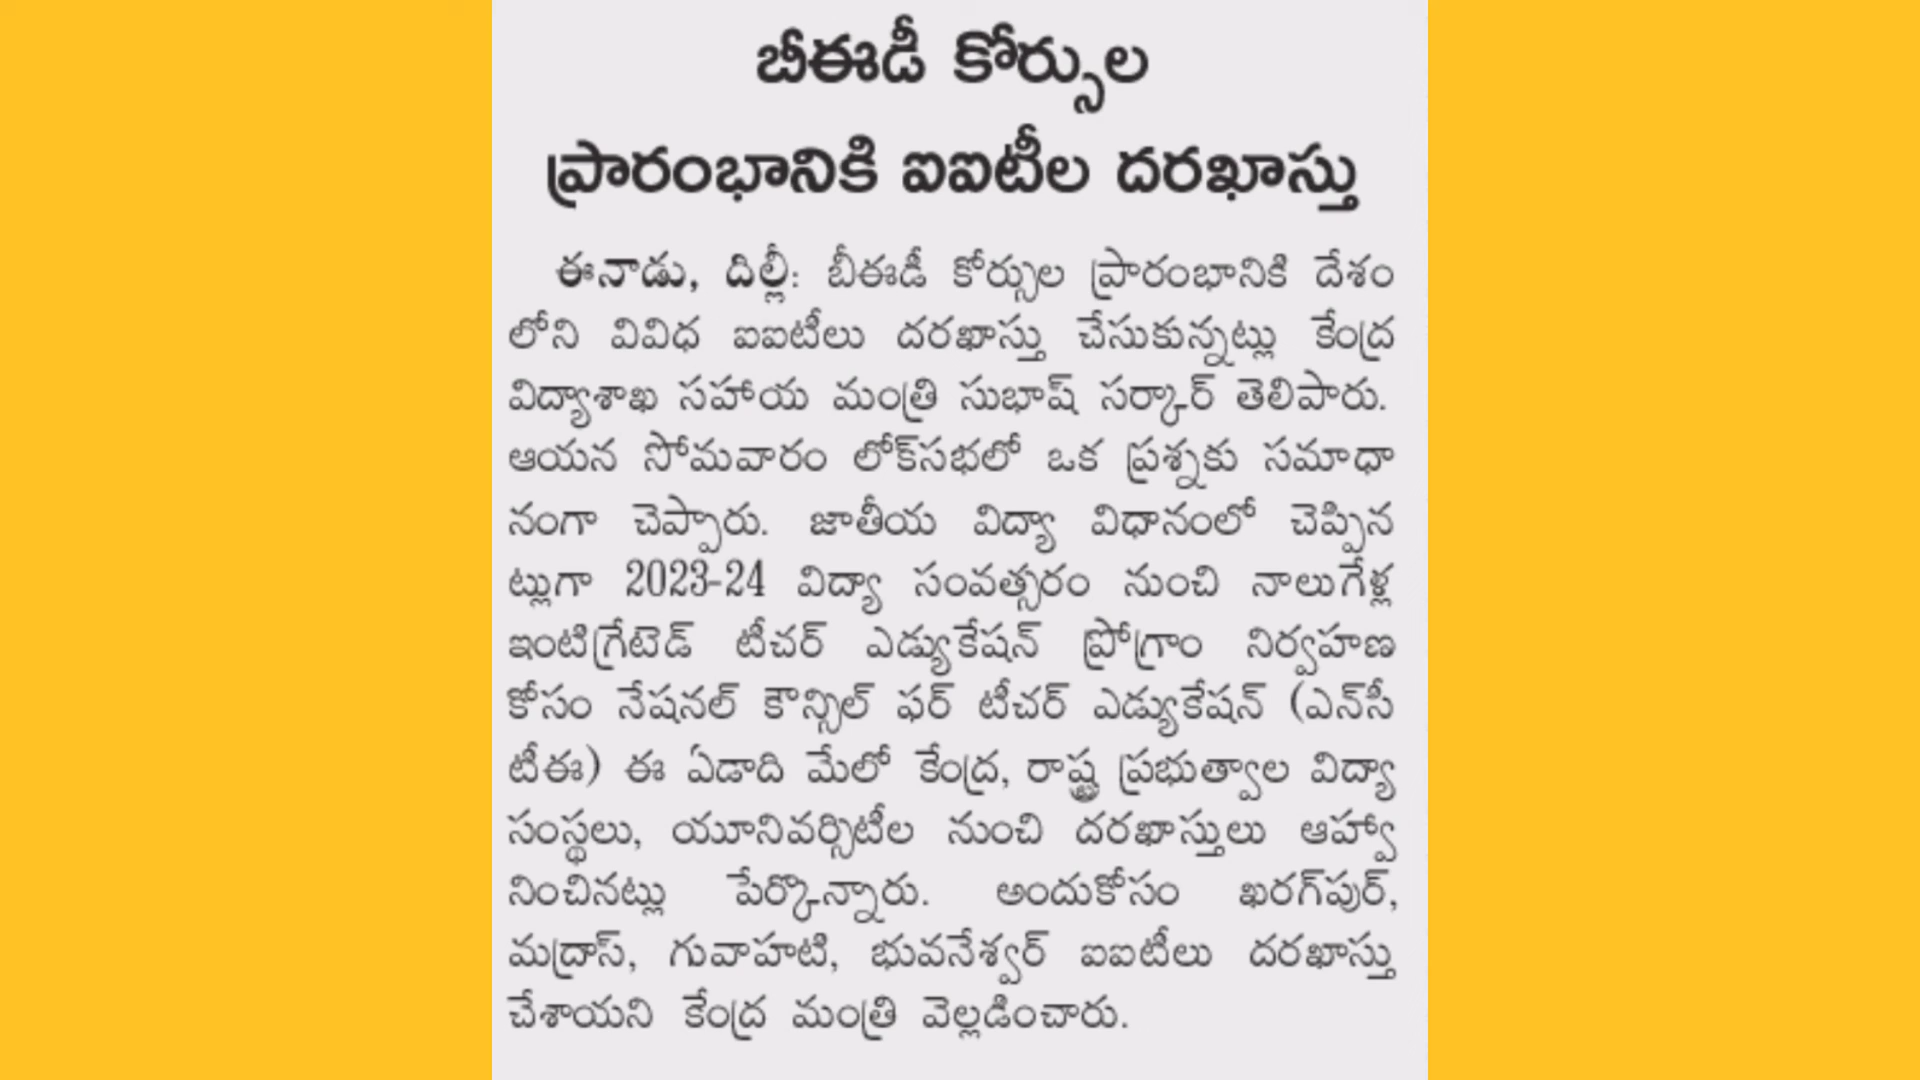 బీఈడీ కోర్సుల
ప్రారంభానికి ఐఐటీల దరఖాస్తు
ఈనాడు, దిల్లీ: బీఈడీ కోర్సుల ప్రారంభానికి దేశం
లోని వివిధ ఐఐటీలు దరఖాస్తు చేసుకున్నట్లు కేంద్ర
విద్యాశాఖ సహాయ మంత్రి సుభాష్ సర్కార్ తెలిపారు.
ఆయన సోమవారం లోక్‌సభలో ఒక ప్రశ్నకు సమాధా
నంగా చెప్పారు. జాతీయ విద్యా విధానంలో చెప్పిన
ట్లుగా 2023-24 విద్యా సంవత్సరం నుంచి నాలుగేళ్ల
ఇంటిగ్రేటెడ్ టీచర్ ఎడ్యుకేషన్ ప్రోగ్రాం నిర్వహణ
కోసం నేషనల్ కౌన్సిల్ ఫర్ టీచర్ ఎడ్యుకేషన్ (ఎన్‌సీ
టీఈ) ఈ ఏడాది మేలో కేంద్ర, రాష్ట్ర ప్రభుత్వాల విద్యా
సంస్థలు, యూనివర్సిటీల నుంచి దరఖాస్తులు ఆహ్వా
నించినట్లు పేర్కొన్నారు. అందుకోసం ఖరగ్‌పుర్,
మద్రాస్, గువాహటి, భువనేశ్వర్ ఐఐటీలు దరఖాస్తు
చేశాయని కేంద్ర మంత్రి వెల్లడించారు.